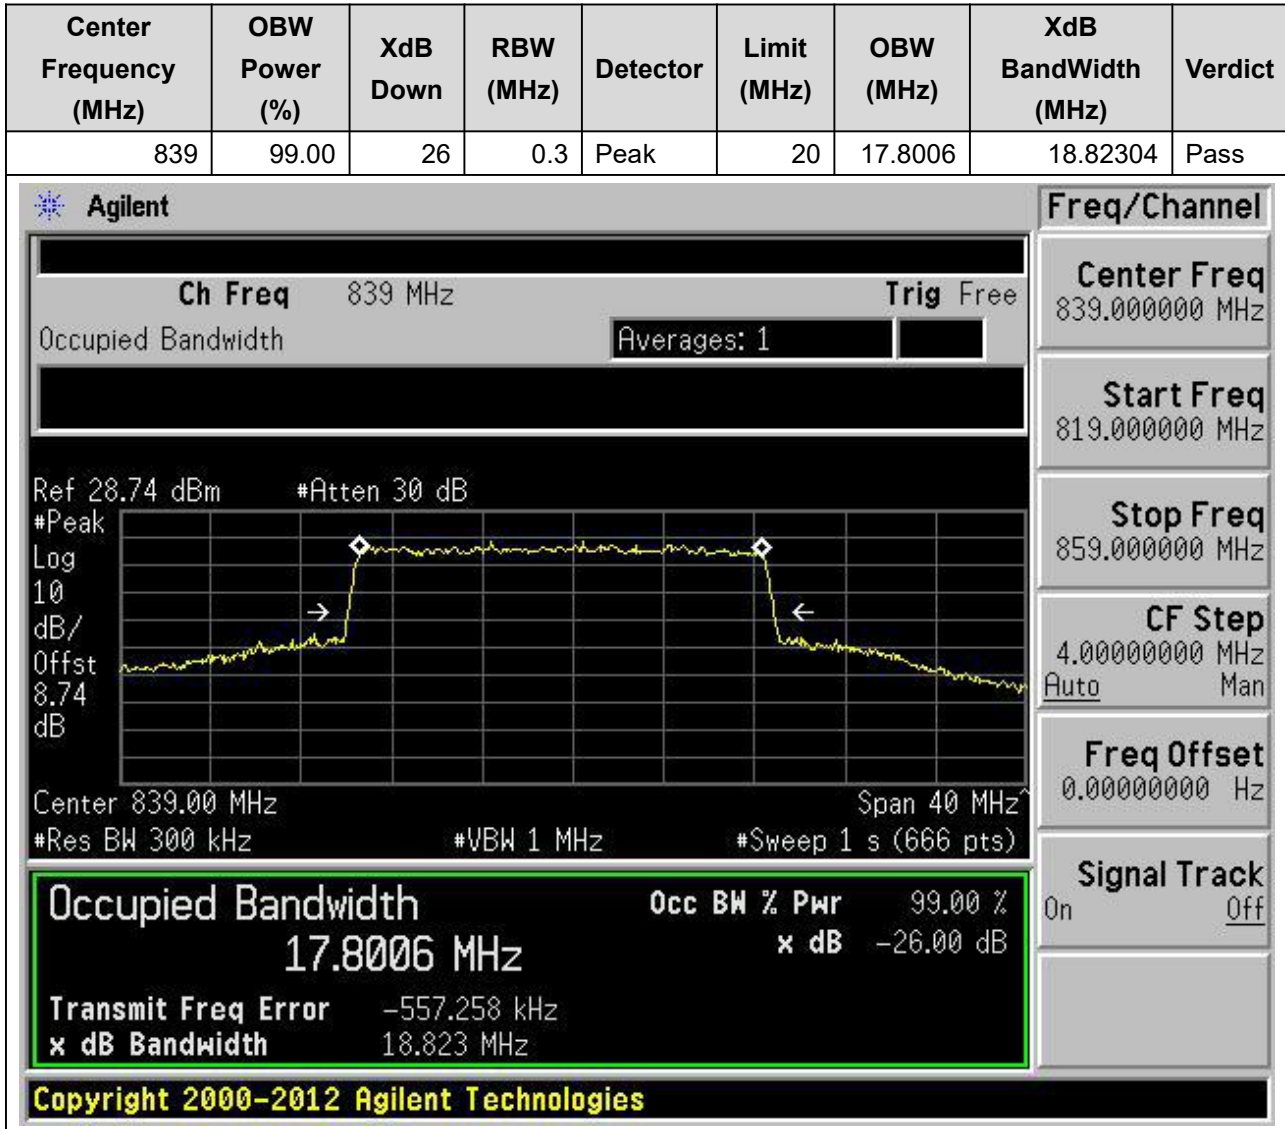 Center Frequency (MHz) OBW Power (%) XdB Down RBW (MHz) Detector Limit (MHz) OBW (MHz) XdB BandWidth (MHz) Verdict
839 99.00 26 0.3 Peak 20 17.8006 18.82304 Pass
Agilent
Freq/Channel
Ch Freq 839 MHz Trig Free
Occupied Bandwidth Averages: 1
Center Freq
839.000000 MHz
Start Freq
819.000000 MHz
Stop Freq
859.000000 MHz
CF Step
4.00000000 MHz
Auto Man
Freq Offset
0.00000000 Hz
Signal Track
On Off
Ref 28.74 dBm #Atten 30 dB
#Peak
Log
10
dB/
Offst
8.74
dB
Center 839.00 MHz Span 40 MHz^
#Res BW 300 kHz #VBW 1 MHz #Sweep 1 s (666 pts)
Occupied Bandwidth Occ BW % Pwr 99.00 %
17.8006 MHz x dB -26.00 dB
Transmit Freq Error -557.258 kHz
x dB Bandwidth 18.823 MHz
Copyright 2000-2012 Agilent Technologies